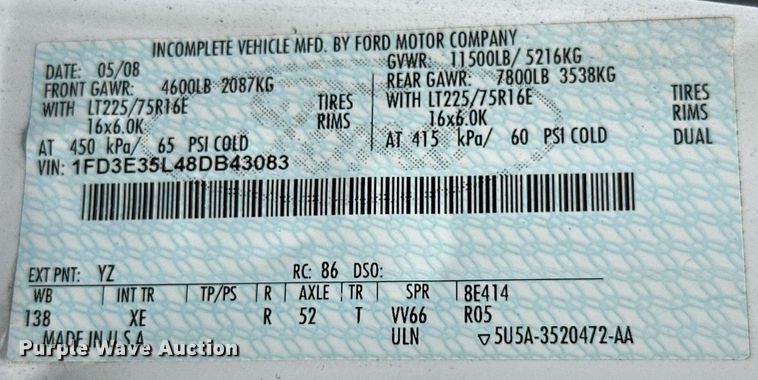 INCOMPLETE VEHICLE MFD. BY FORD MOTOR COMPANY
DATE: 05/08 GVWR: 11500LB/ 5216KG
FRONT GAWR: 4600LB 2087KG REAR GAWR: 7800LB 3538KG
WITH LT225/75R16E TIRES WITH LT225/75R16E TIRES
16x6.0K RIMS 16x6.0K RIMS
AT 450 kPa/ 65 PSI COLD AT 415 kPa/ 60 PSI COLD DUAL
VIN: 1FD3E35L48DB43083
EXT PNT: YZ RC: 86 DSO:
WB INT TR TP/PS R AXLE TR SPR 8E414
138 XE R 52 T VV66 R05
MADE IN U.S.A. ULN ▽5U5A-3520472-AA
Purple Wave Auction